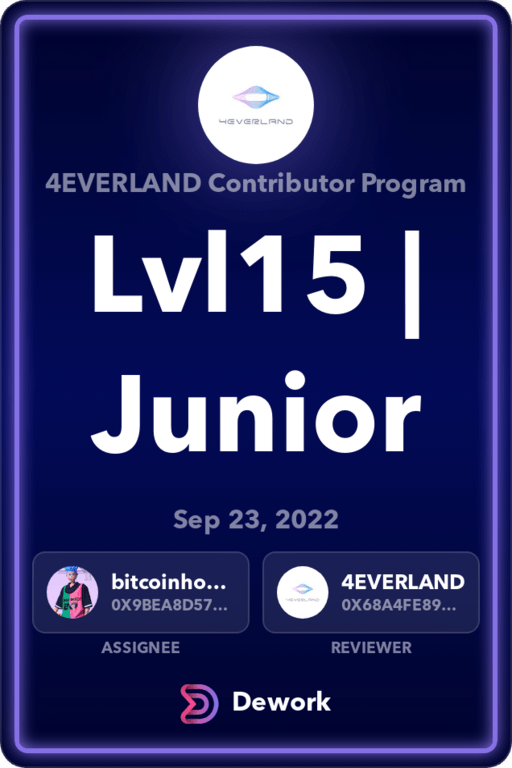 4EVERLAND
4EVERLAND Contributor Program
Lvl15 |
Junior
Sep 23, 2022
bitcoinho...
0X9BEA8D57...
4EVERLAND
0X68A4FE89...
ASSIGNEE
REVIEWER
Dework